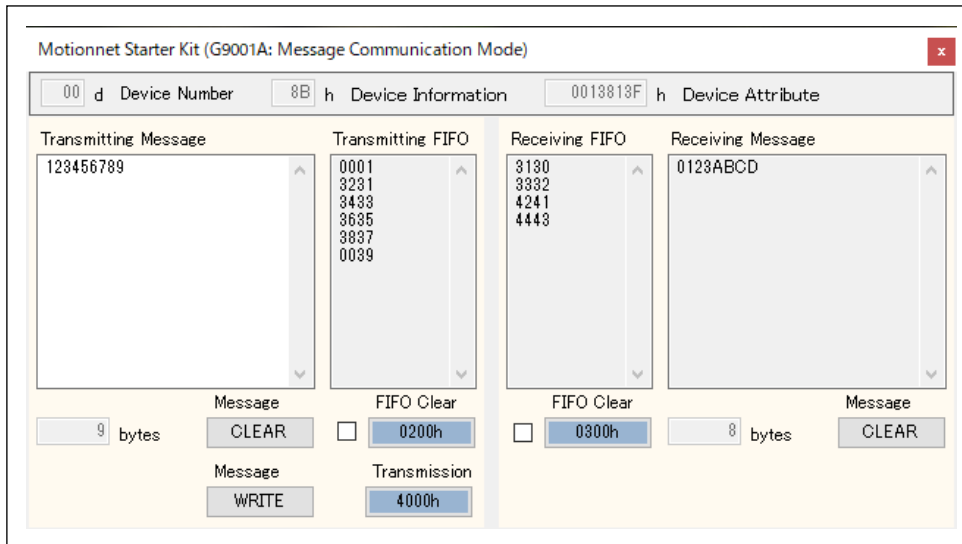 Motionnet Starter Kit (G9001A: Message Communication Mode)
x
00 d Device Number 8B h Device Information 0013813F h Device Attribute
Transmitting Message
123456789
Transmitting FIFO
0001
3231
3433
3635
3837
0039
Receiving FIFO
3130
3332
4241
4443
Receiving Message
0123ABCD
9 bytes
Message
CLEAR
FIFO Clear
0200h
FIFO Clear
0300h
8 bytes
Message
CLEAR
Message
WRITE
Transmission
4000h